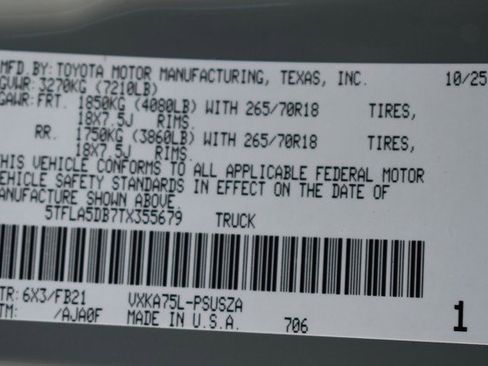 MFD BY: TOYOTA MOTOR MANUFACTURING, TEXAS, INC. 10/25
GVWR: 3270KG (7210LB)
GAWR: FRT. 1850KG (4080LB) WITH 265/70R18 TIRES,
18X7.5J RIMS.
RR. 1750KG (3860LB) WITH 265/70R18 TIRES,
18X7.5J RIMS.
THIS VEHICLE CONFORMS TO ALL APPLICABLE FEDERAL MOTOR
VEHICLE SAFETY STANDARDS IN EFFECT ON THE DATE OF
MANUFACTURE SHOWN ABOVE.
5TFLA5DB7TX355679 TRUCK
TR: 6X3/FB21 VXKA75L-PSUSZA
TM: /AJA0F MADE IN U.S.A. 706 1